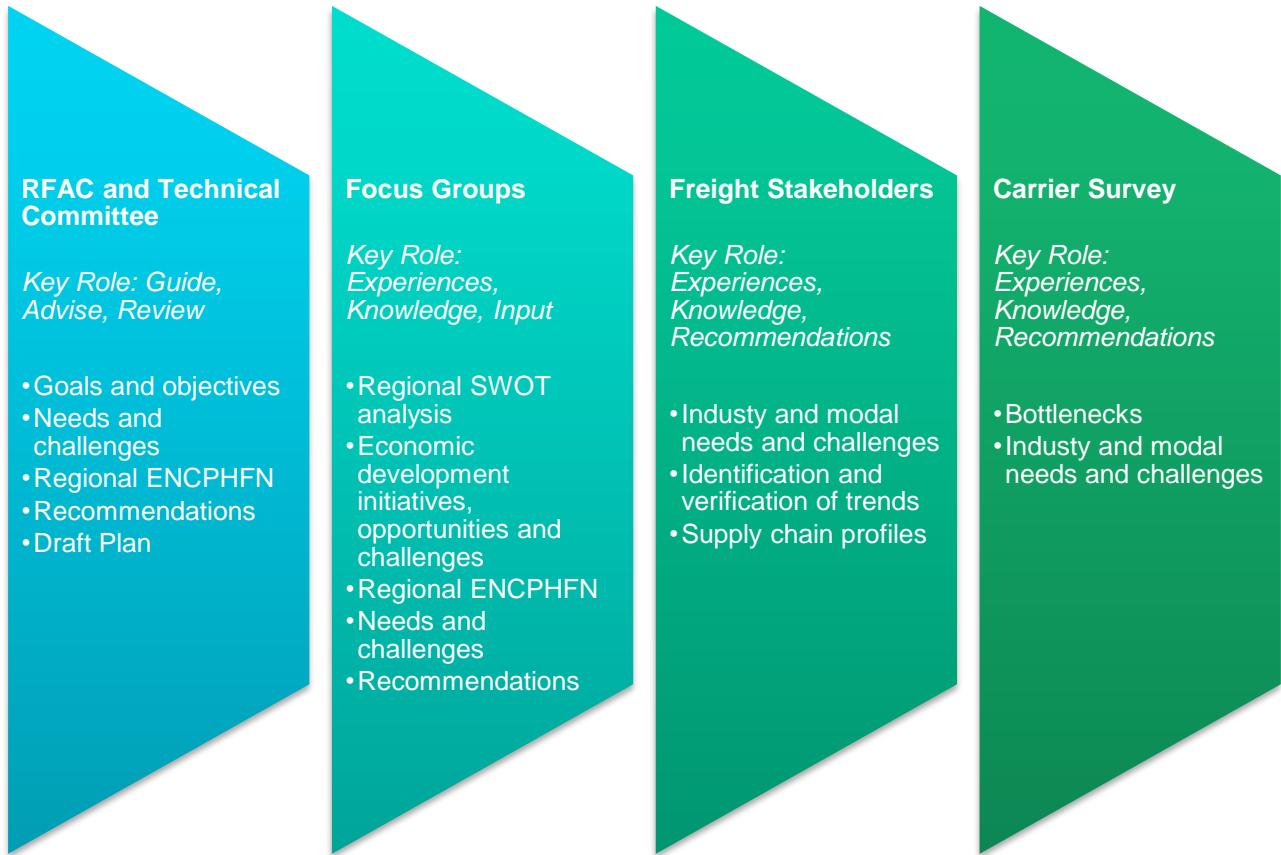 RFAC and Technical
Committee
Key Role: Guide,
Advise, Review
•Goals and objectives
•Needs and
challenges
•Regional ENCPHFN
•Recommendations
•Draft Plan
Focus Groups
Key Role:
Experiences,
Knowledge, Input
•Regional SWOT
analysis
•Economic
development
initiatives,
opportunities and
challenges
•Regional ENCPHFN
•Needs and
challenges
•Recommendations
Freight Stakeholders
Key Role:
Experiences,
Knowledge,
Recommendations
•Industy and modal
needs and challenges
•Identification and
verification of trends
•Supply chain profiles
Carrier Survey
Key Role:
Experiences,
Knowledge,
Recommendations
•Bottlenecks
•Industy and modal
needs and challenges